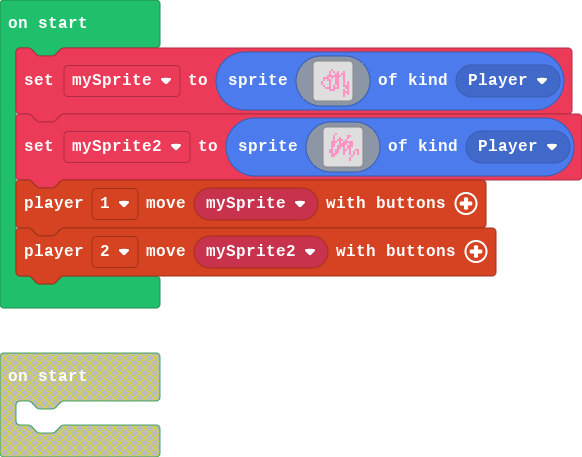 on start
set mySprite to sprite of kind Player
set mySprite2 to sprite of kind Player
player 1 move mySprite with buttons
player 2 move mySprite2 with buttons
on start